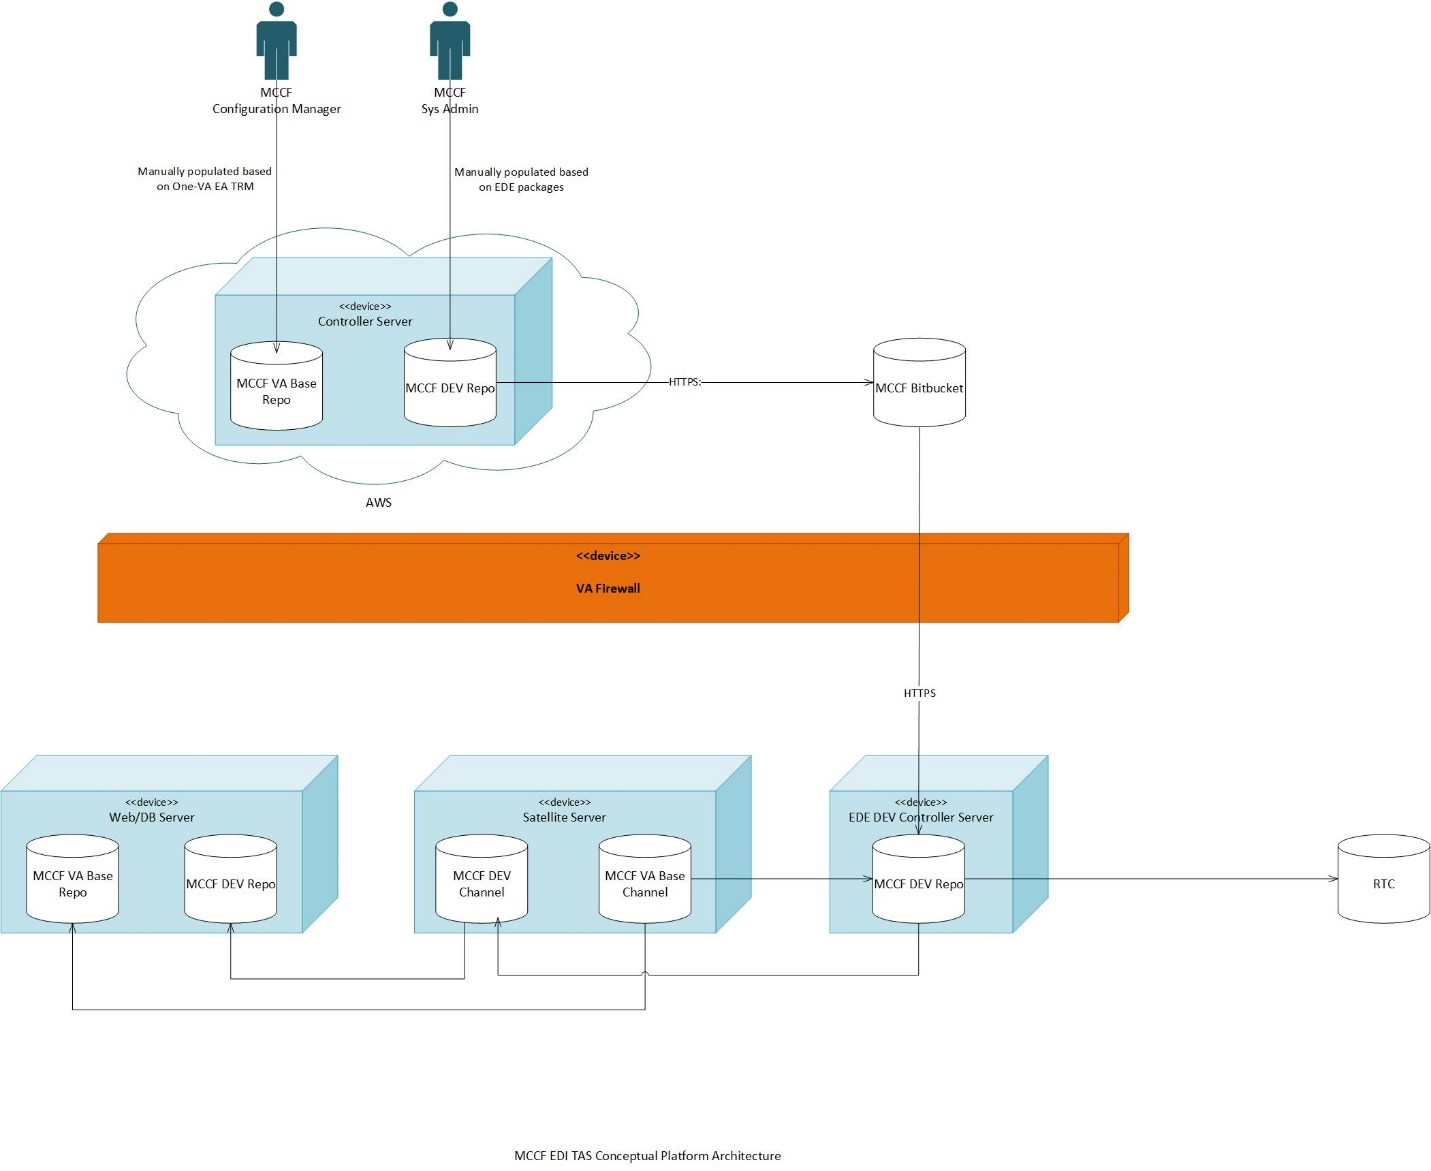 MCCF
Configuration Manager
MCCF
Sys Admin
Manually populated based
on One-VA EA TRM
Manually populated based
on EDE packages
<<device>>
Controller Server
MCCF VA Base
Repo
MCCF DEV Repo
HTTPS:
MCCF Bitbucket
AWS
<<device>>
VA Firewall
HTTPS
<<device>>
Web/DB Server
MCCF VA Base
Repo
MCCF DEV Repo
<<device>>
Satellite Server
MCCF DEV
Channel
MCCF VA Base
Channel
<<device>>
EDE DEV Controller Server
MCCF DEV Repo
RTC
MCCF EDI TAS Conceptual Platform Architecture